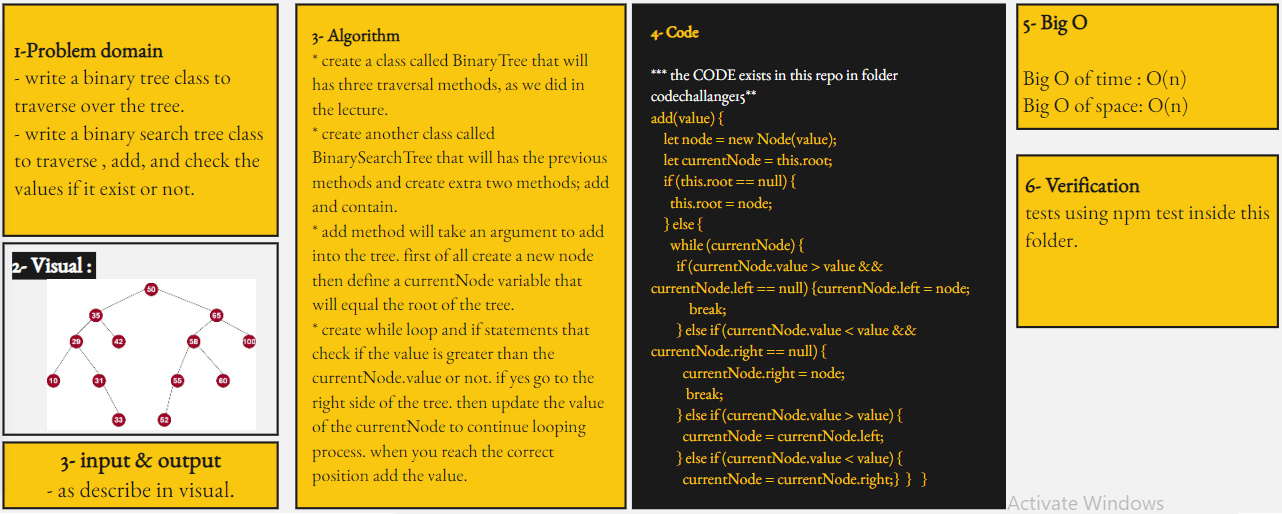 1-Problem domain
- write a binary tree class to
traverse over the tree.
- write a binary search tree class
to traverse , add, and check the
values if it exist or not.
2- Visual :
50
35
65
29
42
58
100
10
31
55
60
33
52
3- input & output
- as describe in visual.
3- Algorithm
* create a class called BinaryTree that will
has three traversal methods, as we did in
the lecture.
* create another class called
BinarySearchTree that will has the previous
methods and create extra two methods; add
and contain.
* add method will take an argument to add
into the tree. first of all create a new node
then define a currentNode variable that
will equal the root of the tree.
* create while loop and if statements that
check if the value is greater than the
currentNode.value or not. if yes go to the
right side of the tree. then update the value
of the currentNode to continue looping
process. when you reach the correct
position add the value.
4- Code
*** the CODE exists in this repo in folder
codechallange15**
add(value) {
let node = new Node(value);
let currentNode = this.root;
if (this.root == null) {
this.root = node;
} else {
while (currentNode) {
if (currentNode.value > value &&
currentNode.left == null) {currentNode.left = node;
break;
} else if (currentNode.value < value &&
currentNode.right == null) {
currentNode.right = node;
break;
} else if (currentNode.value > value) {
currentNode = currentNode.left;
} else if (currentNode.value < value) {
currentNode = currentNode.right;} } }
5- Big O
Big O of time : O(n)
Big O of space: O(n)
6- Verification
tests using npm test inside this
folder.
Activate Windows